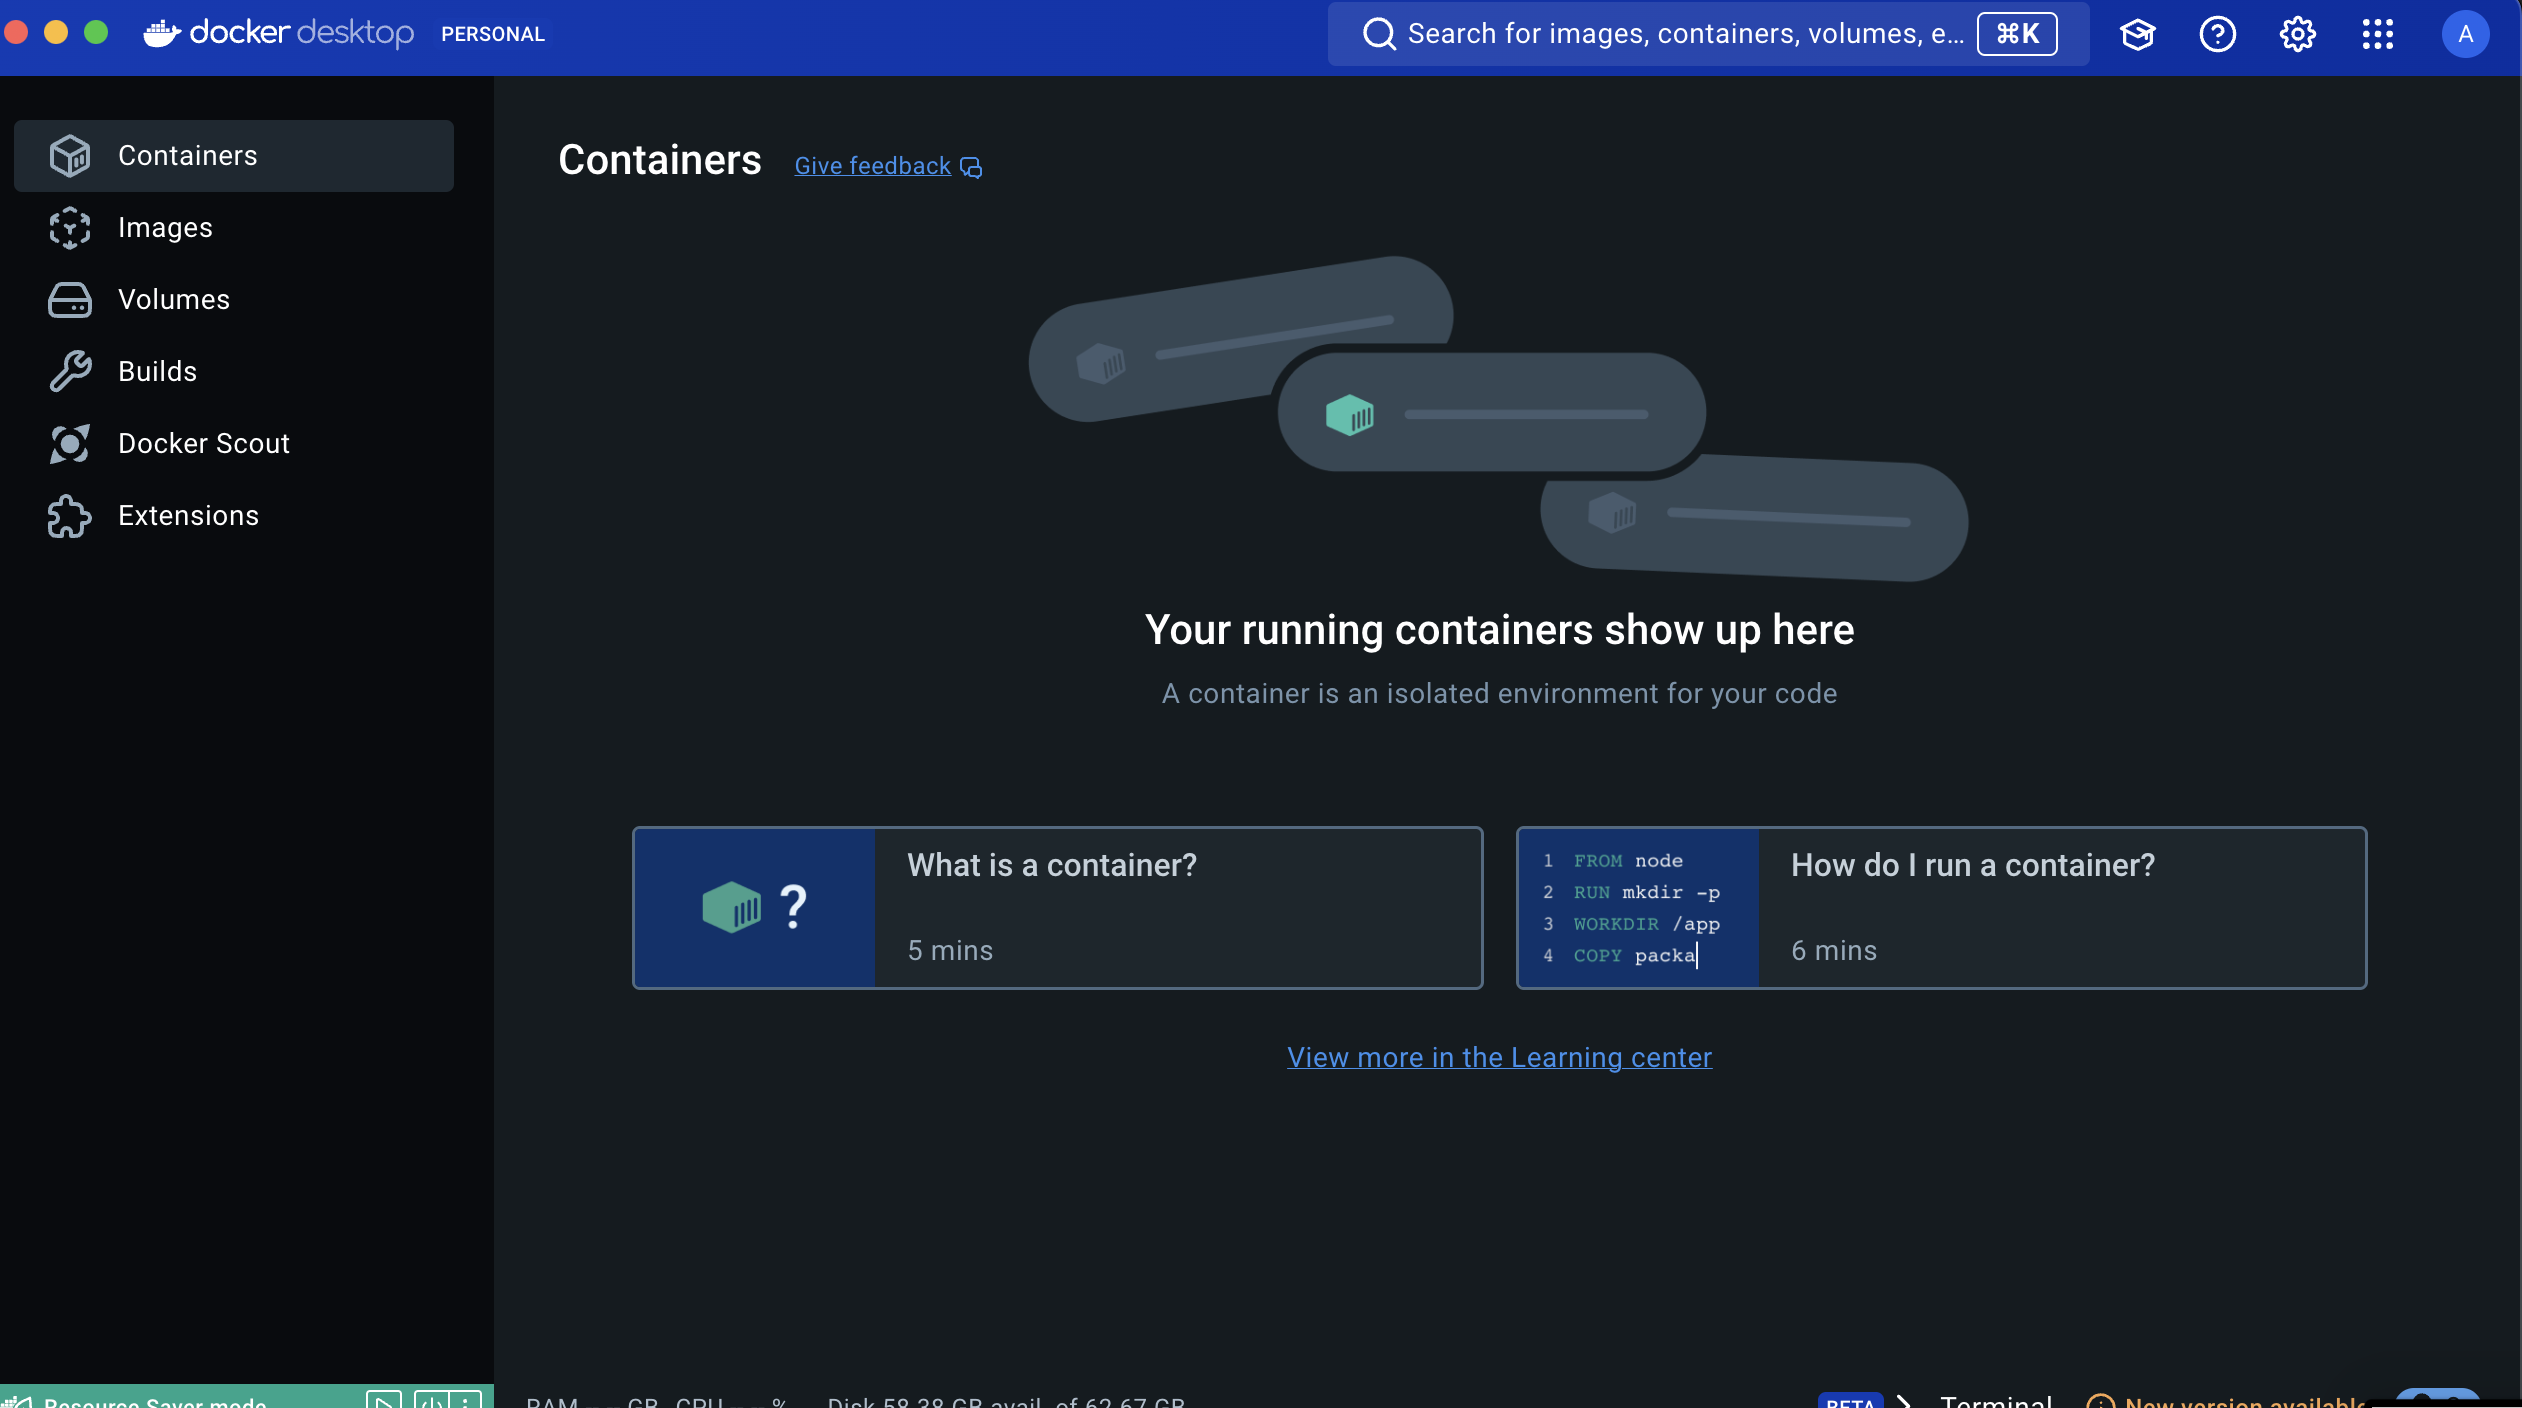 docker desktop PERSONAL
Search for images, containers, volumes, e... ⌘K
A
Containers
Images
Volumes
Builds
Docker Scout
Extensions
Containers
Give feedback
Your running containers show up here
A container is an isolated environment for your code
?
What is a container?
5 mins
1 FROM node
2 RUN mkdir -p
3 WORKDIR /app
4 COPY packa
How do I run a container?
6 mins
View more in the Learning center
Resource Saver mode
RAM -.-- GB CPU -.-- % Disk 58.38 GB avail. of 62.67 GB
BETA Terminal New version available